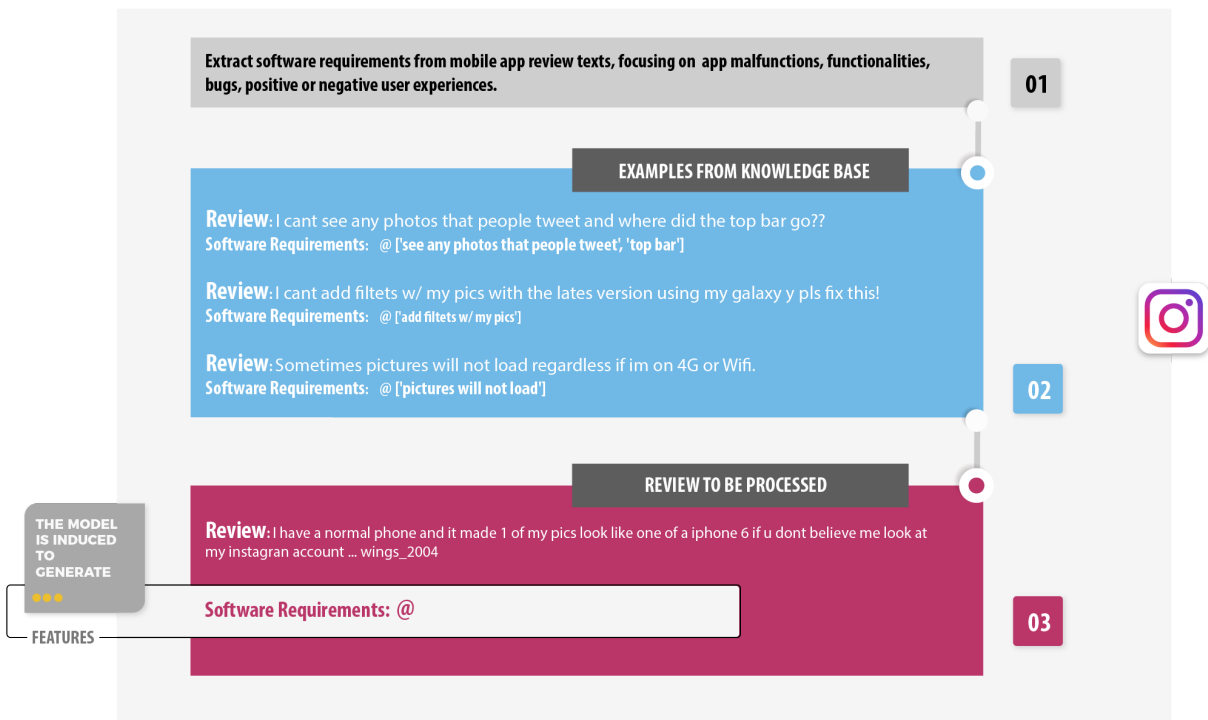 Extract software requirements from mobile app review texts, focusing on app malfunctions, functionalities,
bugs, positive or negative user experiences.
01
EXAMPLES FROM KNOWLEDGE BASE
Review: I cant see any photos that people tweet and where did the top bar go??
Software Requirements: @ ['see any photos that people tweet', 'top bar']
Review: I cant add filtets w/ my pics with the lates version using my galaxy y pls fix this!
Software Requirements: @ ['add filtets w/ my pics']
Review: Sometimes pictures will not load regardless if im on 4G or Wifi.
Software Requirements: @ ['pictures will not load']
02
REVIEW TO BE PROCESSED
Review: I have a normal phone and it made 1 of my pics look like one of a iphone 6 if u dont believe me look at
my instagran account ... wings_2004
THE MODEL
IS INDUCED
TO
GENERATE
Software Requirements: @
FEATURES
03